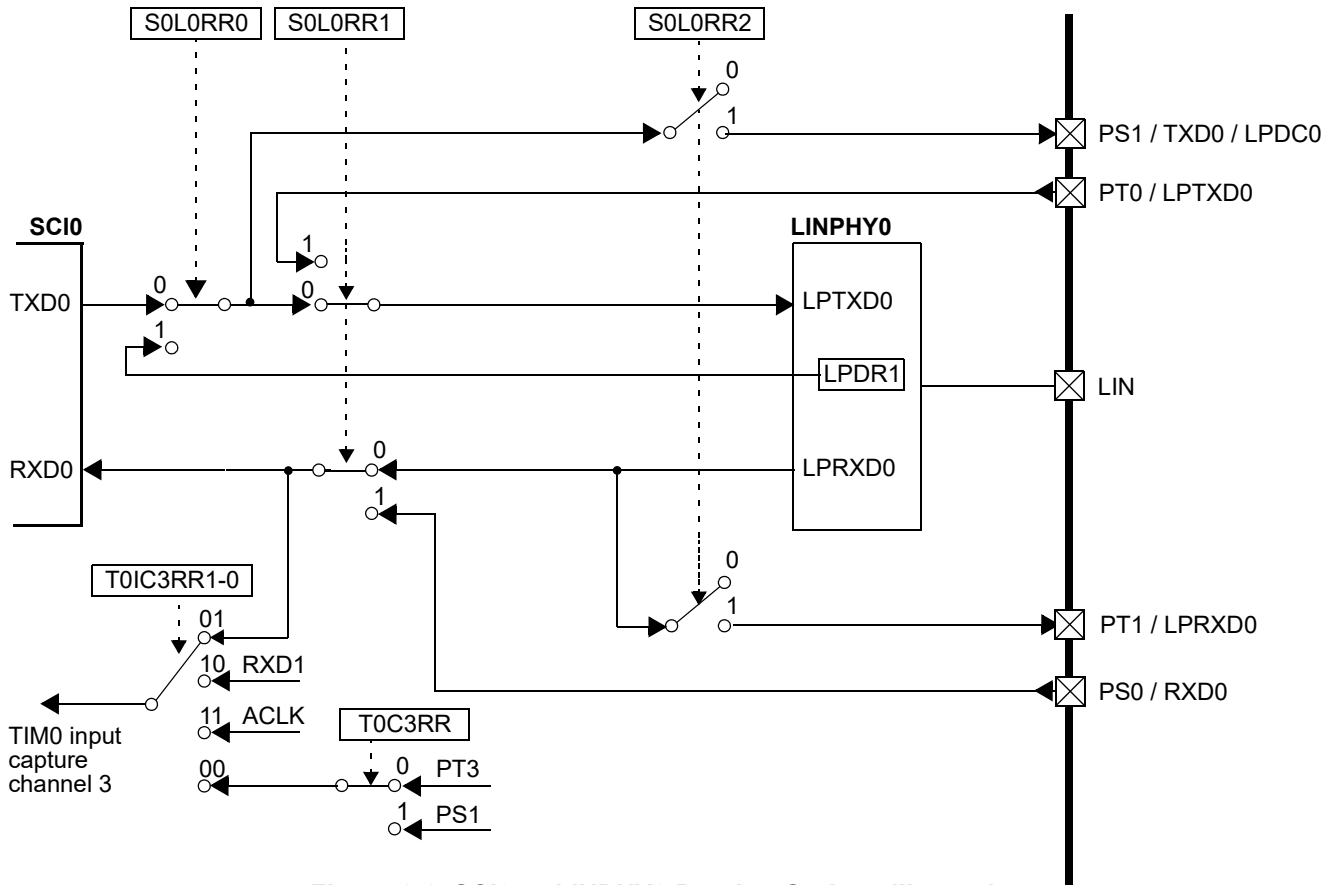 S0L0RR0
S0L0RR1
S0L0RR2
0
1
PS1 / TXD0 / LPDC0
PT0 / LPTXD0
SCI0
LINPHY0
1
TXD0
0
0
LPTXD0
1
LPDR1
LIN
RXD0
0
LPRXD0
1
T0IC3RR1-0
0
01
1
PT1 / LPRXD0
10 RXD1
PS0 / RXD0
11 ACLK
T0C3RR
TIM0 input
capture
channel 3
00
0 PT3
1 PS1